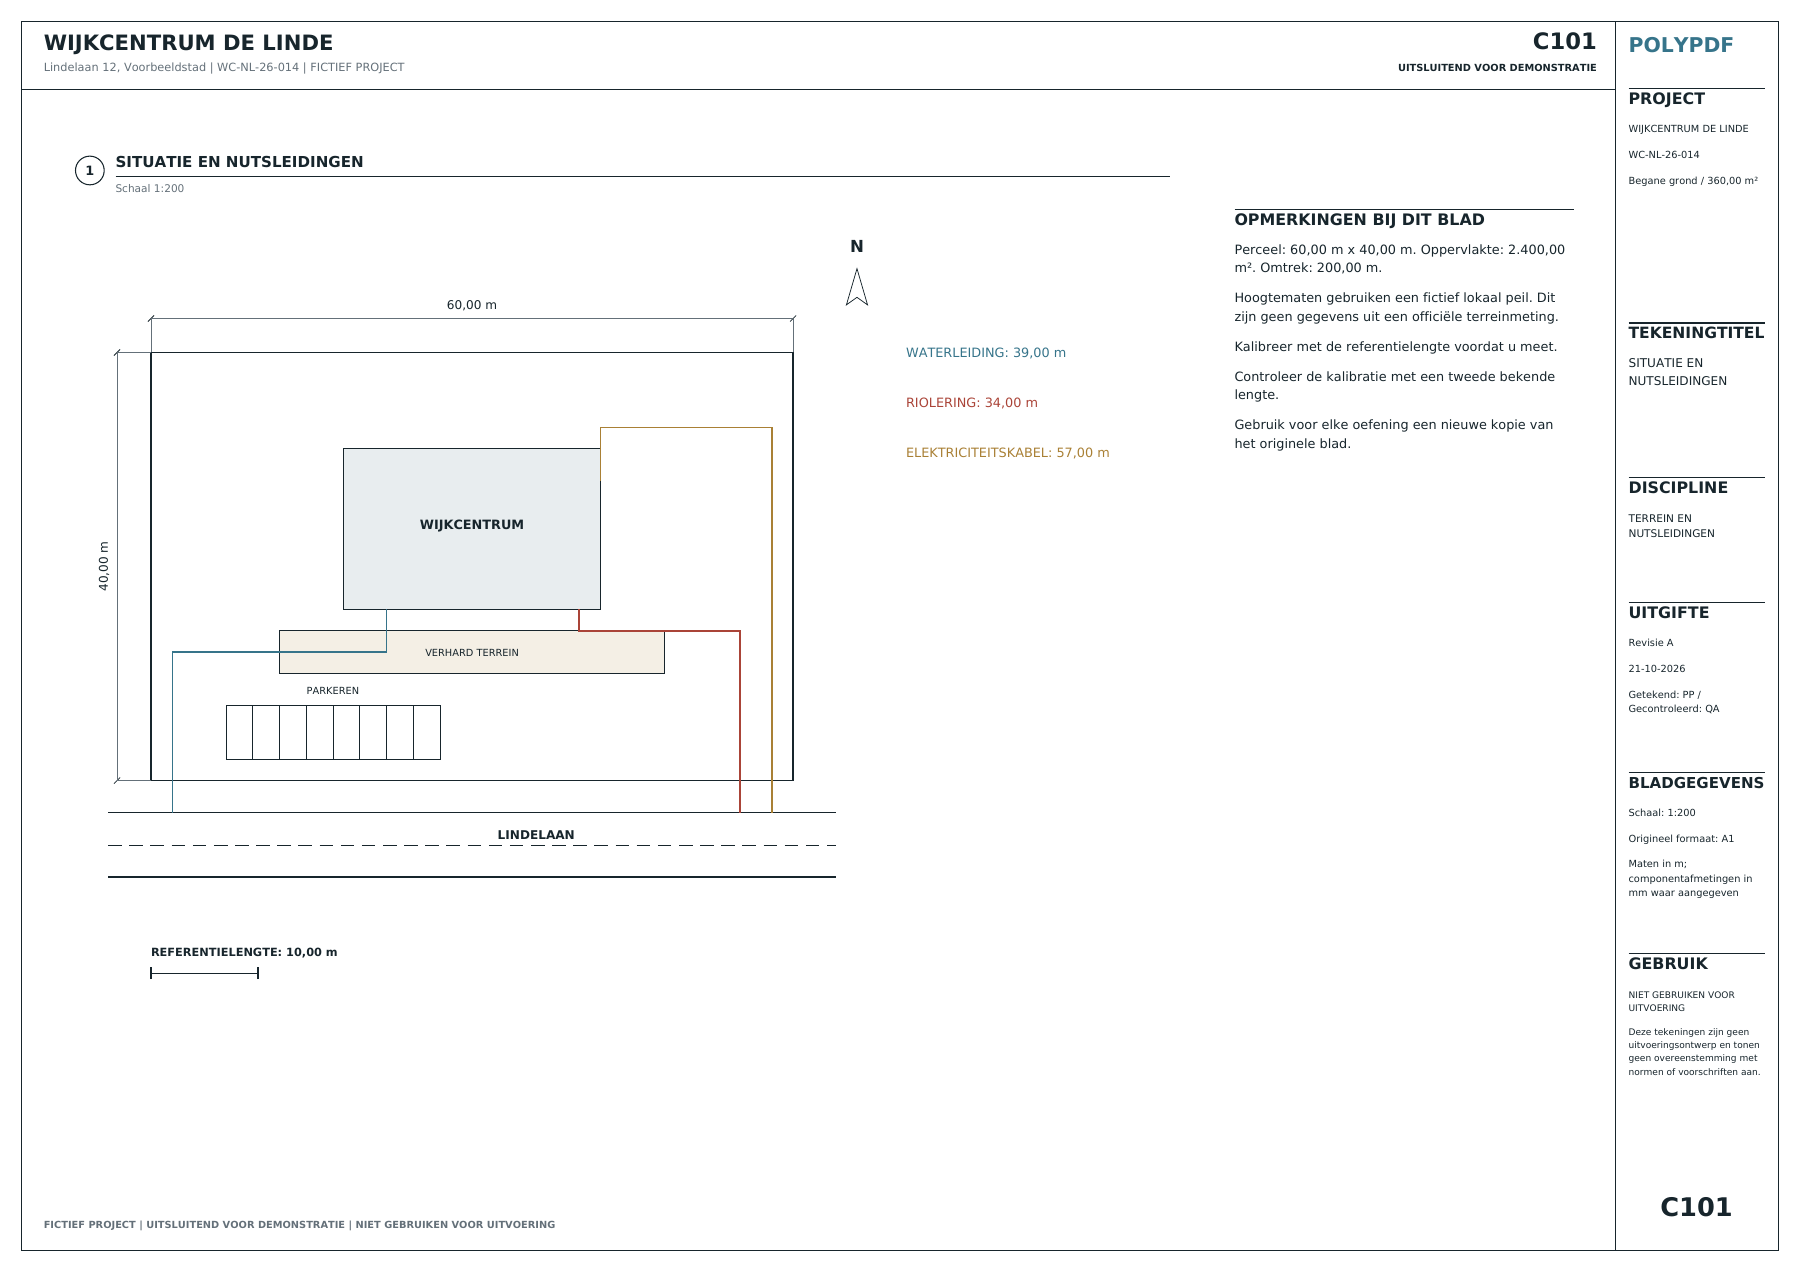 WIJKCENTRUM DE LINDE
Lindelaan 12, Voorbeeldstad | WC-NL-26-014 | FICTIEF PROJECT
C101
UITSLUITEND VOOR DEMONSTRATIE
1
SITUATIE EN NUTSLEIDINGEN
Schaal 1:200
N
60,00 m
40,00 m
WIJKCENTRUM
VERHARD TERREIN
PARKEREN
LINDELAAN
REFERENTIELENGTE: 10,00 m
WATERLEIDING: 39,00 m
RIOLERING: 34,00 m
ELEKTRICITEITSKABEL: 57,00 m
OPMERKINGEN BIJ DIT BLAD
Perceel: 60,00 m x 40,00 m. Oppervlakte: 2.400,00
m². Omtrek: 200,00 m.
Hoogtematen gebruiken een fictief lokaal peil. Dit
zijn geen gegevens uit een officiële terreinmeting.
Kalibreer met de referentielengte voordat u meet.
Controleer de kalibratie met een tweede bekende
lengte.
Gebruik voor elke oefening een nieuwe kopie van
het originele blad.
POLYPDF
PROJECT
WIJKCENTRUM DE LINDE
WC-NL-26-014
Begane grond / 360,00 m²
TEKENINGTITEL
SITUATIE EN
NUTSLEIDINGEN
DISCIPLINE
TERREIN EN
NUTSLEIDINGEN
UITGIFTE
Revisie A
21-10-2026
Getekend: PP /
Gecontroleerd: QA
BLADGEGEVENS
Schaal: 1:200
Origineel formaat: A1
Maten in m;
componentafmetingen in
mm waar aangegeven
GEBRUIK
NIET GEBRUIKEN VOOR
UITVOERING
Deze tekeningen zijn geen
uitvoeringsontwerp en tonen
geen overeenstemming met
normen of voorschriften aan.
C101
FICTIEF PROJECT | UITSLUITEND VOOR DEMONSTRATIE | NIET GEBRUIKEN VOOR UITVOERING